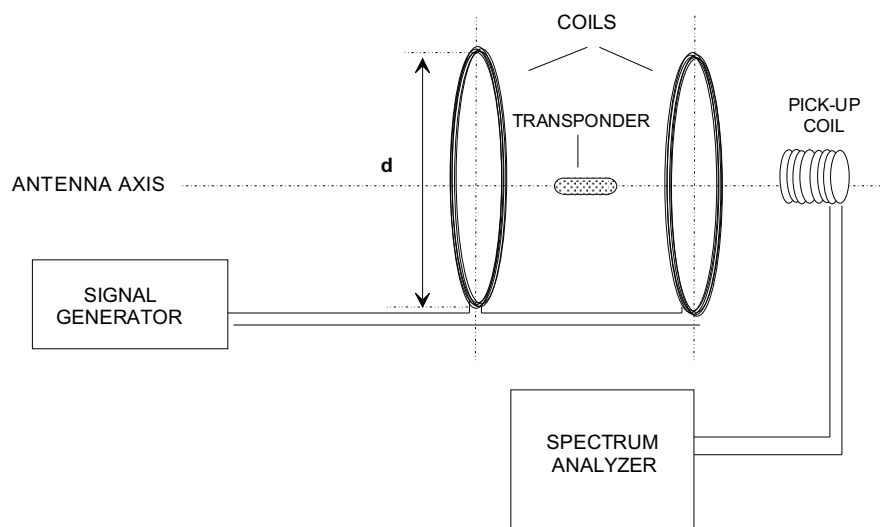 COILS
PICK-UP
COIL
TRANSPONDER
d
ANTENNA AXIS
SIGNAL
GENERATOR
SPECTRUM
ANALYZER